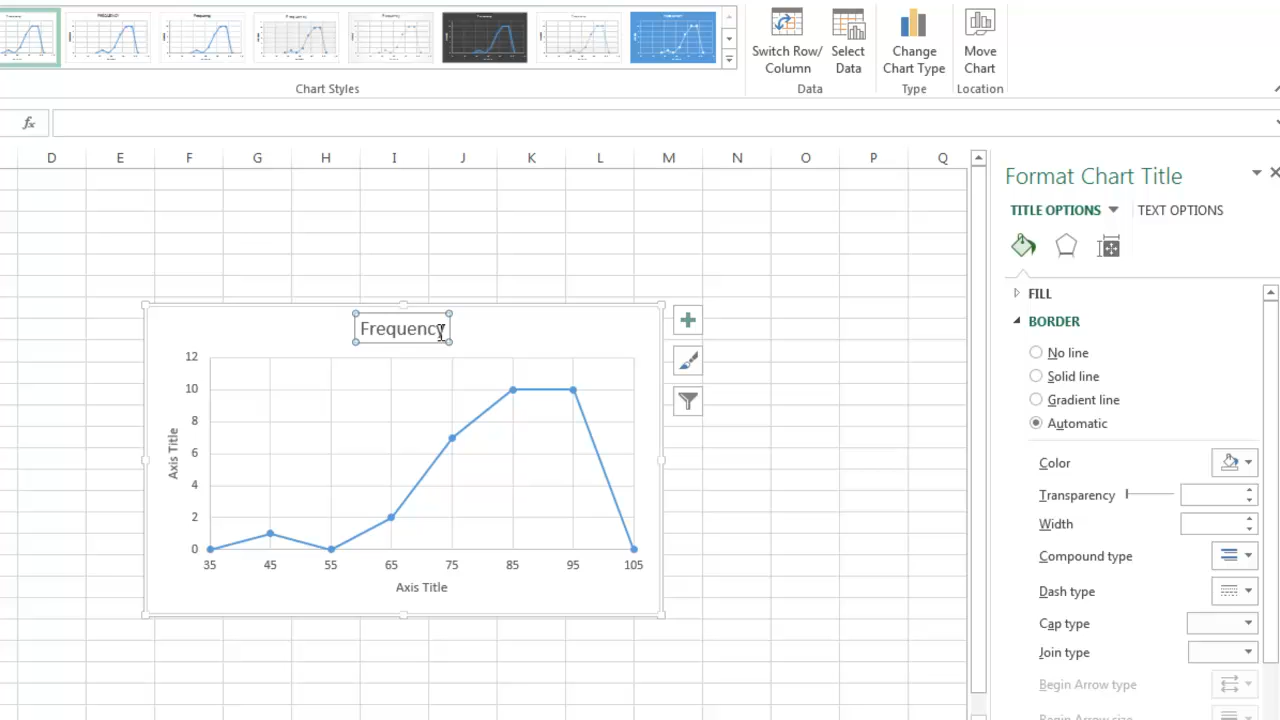 Switch Row/
Column
Select
Data
Change
Chart Type
Move
Chart
Chart Styles
Data
Type
Location
fx
D E F G H I J K L M N O P Q
Format Chart Title
TITLE OPTIONS TEXT OPTIONS
FILL
BORDER
No line
Solid line
Gradient line
Automatic
Color
Transparency
Width
Compound type
Dash type
Cap type
Join type
Begin Arrow type
Begin Arrow size
Frequency
12
10
8
6
4
2
0
Axis Title
35 45 55 65 75 85 95 105
Axis Title